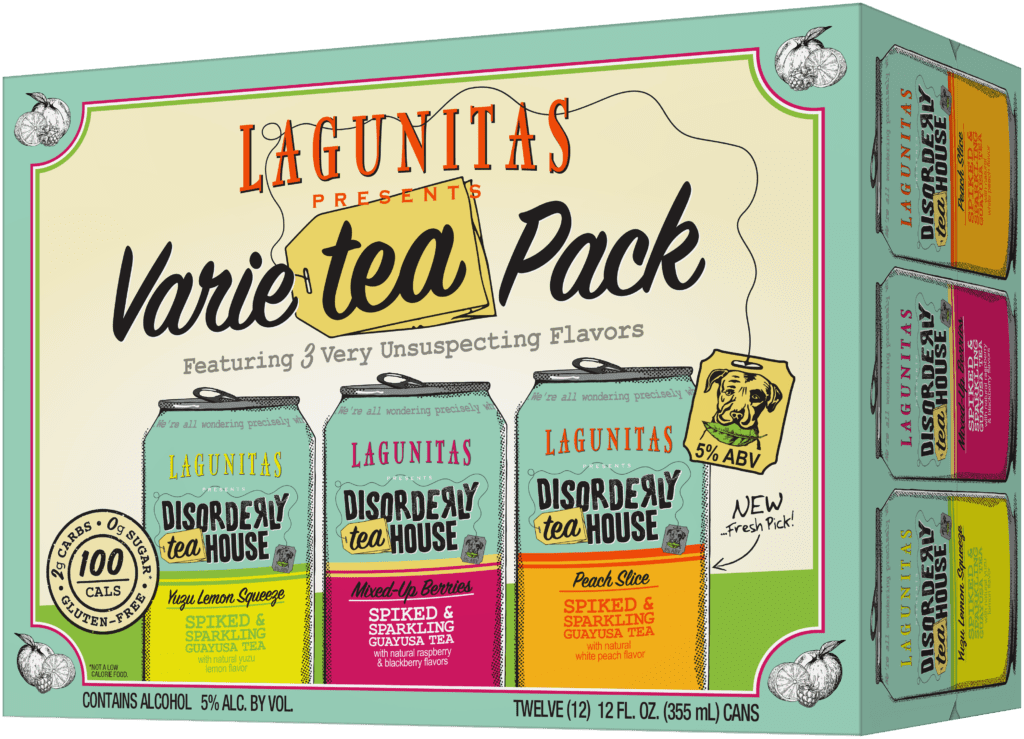 LAGUNITAS
PRESENTS
Varie tea Pack
Featuring 3 Very Unsuspecting Flavors
We're all wondering precisely
LAGUNITAS
PRESENTS
DISORDERLY
tea HOUSE
Yuzu Lemon Squeeze
SPIKED &
SPARKLING
GUAYUSA TEA
with natural yuzu
lemon flavor
We're all wondering precisely
LAGUNITAS
PRESENTS
DISORDERLY
tea HOUSE
Mixed-Up Berries
SPIKED &
SPARKLING
GUAYUSA TEA
with natural raspberry
& blackberry flavors
We're all wondering precisely
LAGUNITAS
PRESENTS
DISORDERLY
tea HOUSE
Peach Slice
SPIKED &
SPARKLING
GUAYUSA TEA
with natural
white peach flavor
5% ABV
NEW
Fresh Pick!
2g CARBS • 0g SUGAR
100
CALS
• GLUTEN-FREE •
*NOT A LOW
CALORIE FOOD.
CONTAINS ALCOHOL 5% ALC. BY VOL.
TWELVE (12) 12 FL. OZ. (355 mL) CANS
LAGUNITAS
DISORDERLY
tea HOUSE
Peach Slice
SPIKED &
SPARKLING
GUAYUSA TEA
LAGUNITAS
DISORDERLY
tea HOUSE
Mixed-Up Berries
SPIKED &
SPARKLING
GUAYUSA TEA
with natural raspberry
& blackberry flavors
LAGUNITAS
DISORDERLY
tea HOUSE
Yuzu Lemon Squeeze
SPIKED &
SPARKLING
GUAYUSA TEA